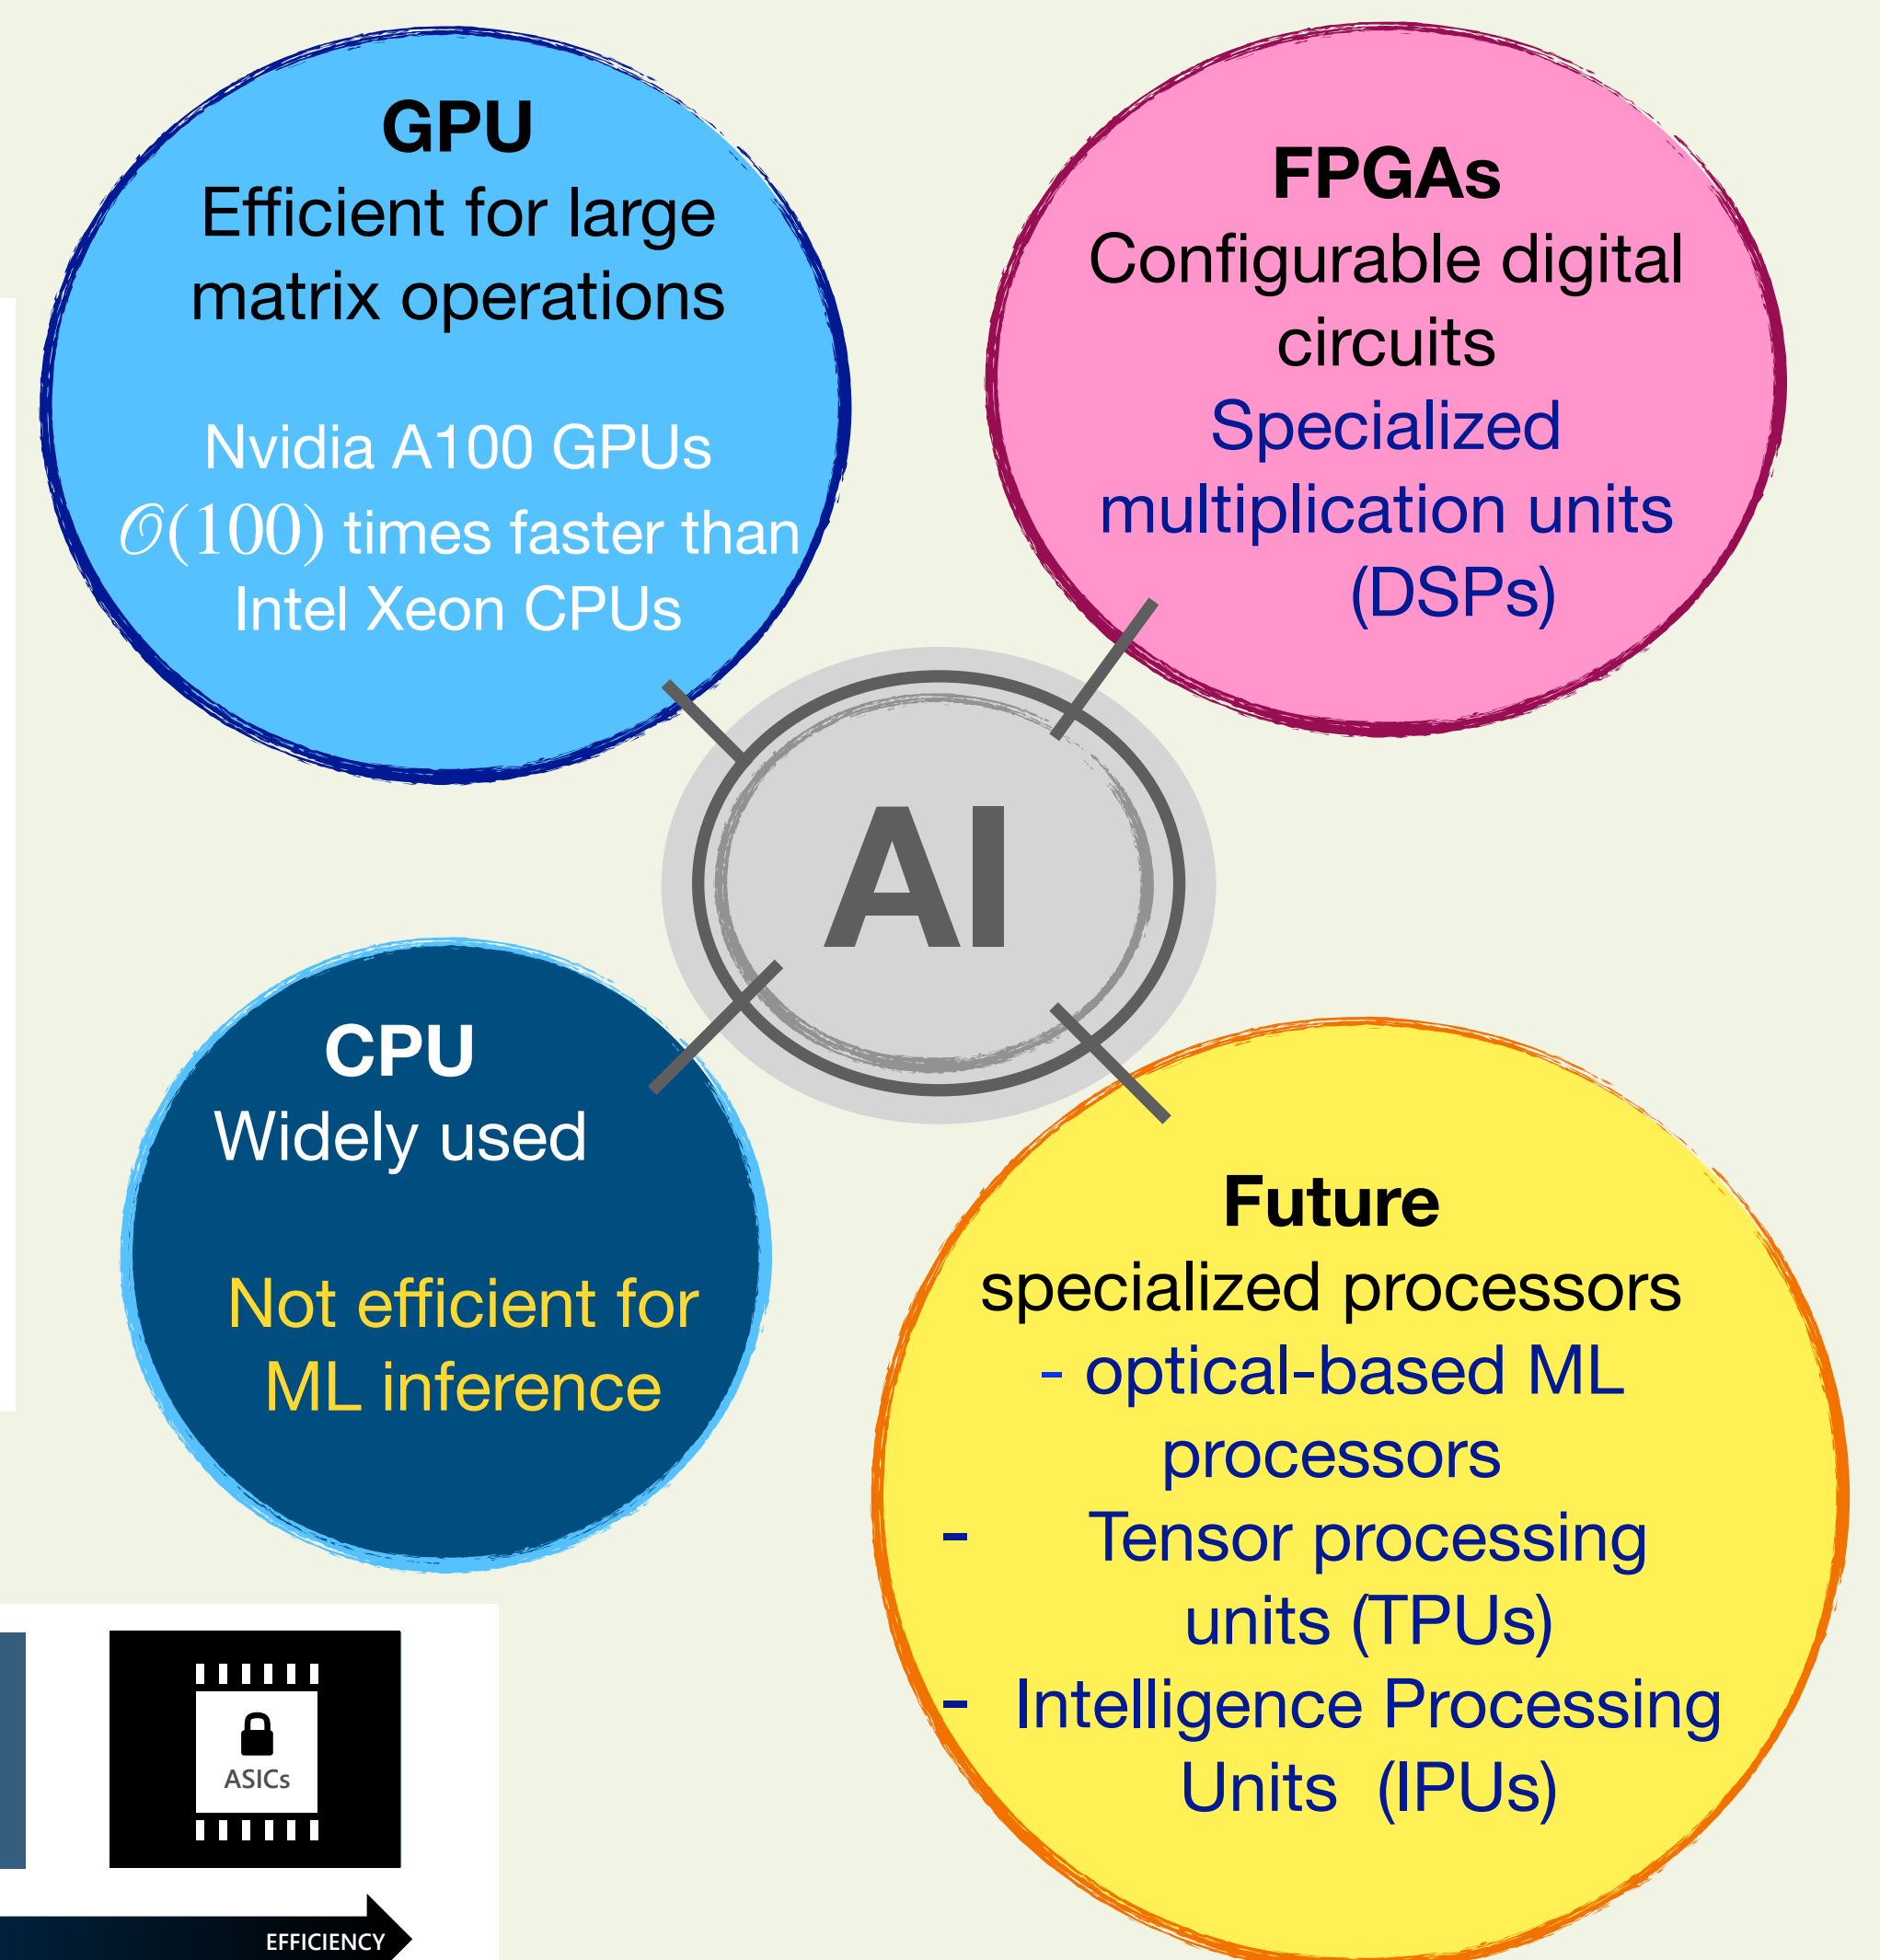 GPU
Efficient for large
matrix operations
Nvidia A100 GPUs
𝒪(100) times faster than
Intel Xeon CPUs
FPGAs
Configurable digital
circuits
Specialized
multiplication units
(DSPs)
AI
CPU
Widely used
Not efficient for
ML inference
Future
specialized processors
- optical-based ML
processors
- Tensor processing
units (TPUs)
- Intelligence Processing
Units (IPUs)
ASICs
EFFICIENCY